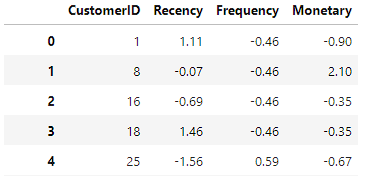 CustomerID Recency Frequency Monetary
0 1 1.11 -0.46 -0.90
1 8 -0.07 -0.46 2.10
2 16 -0.69 -0.46 -0.35
3 18 1.46 -0.46 -0.35
4 25 -1.56 0.59 -0.67